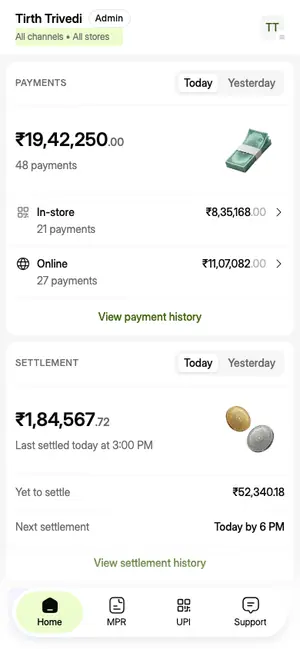 Tirth Trivedi Admin
All channels • All stores
TT
PAYMENTS Today Yesterday
₹19,42,250.00
48 payments
In-store ₹8,35,168.00
21 payments
Online ₹11,07,082.00
27 payments
View payment history
SETTLEMENT Today Yesterday
₹1,84,567.72
Last settled today at 3:00 PM
Yet to settle ₹52,340.18
Next settlement Today by 6 PM
View settlement history
Home MPR UPI Support